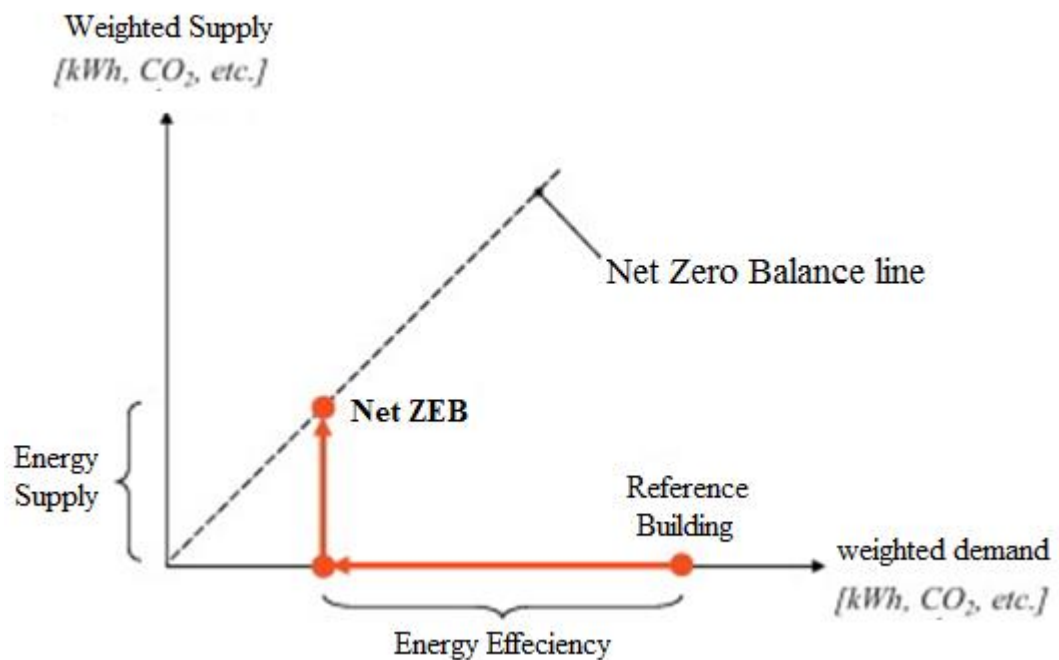 Weighted Supply
[kWh, CO₂, etc.]
Net Zero Balance line
Net ZEB
Energy
Supply
Reference
Building
weighted demand
[kWh, CO₂, etc.]
Energy Effeciency